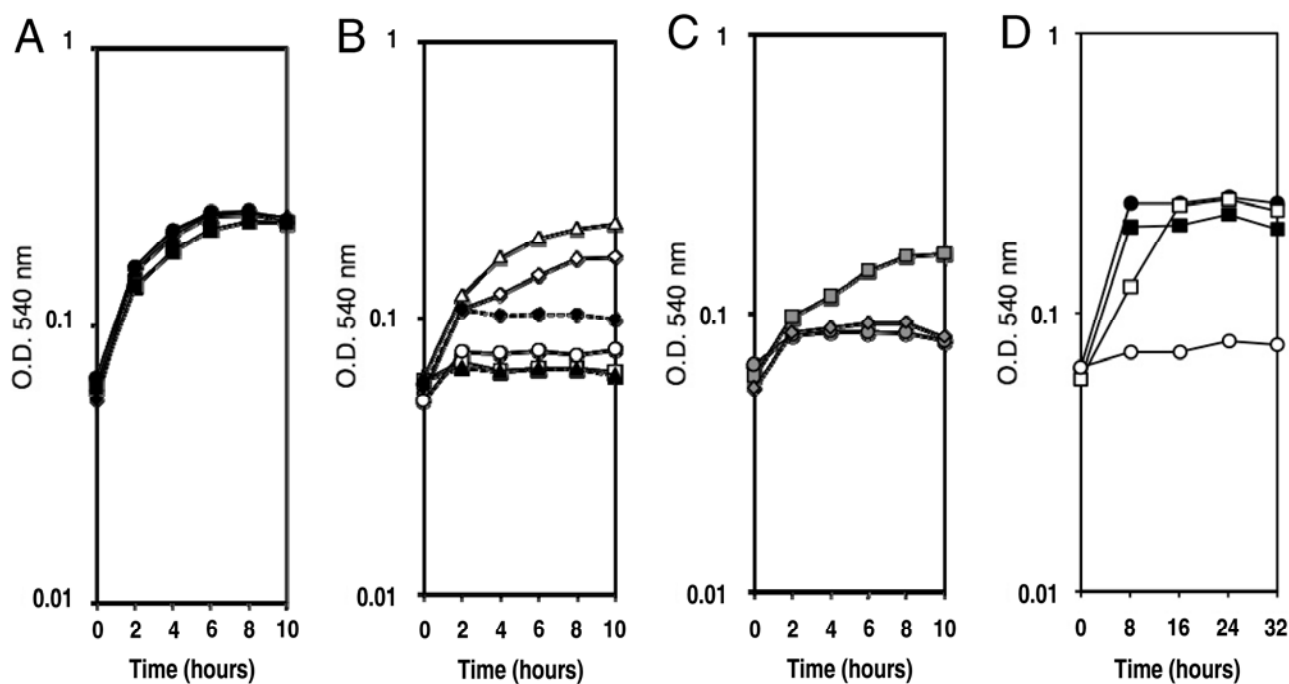 A B C D
1 1 1 1
O.D. 540 nm O.D. 540 nm O.D. 540 nm O.D. 540 nm
0.1 0.1 0.1 0.1
0.01 0.01 0.01 0.01
0 2 4 6 8 10 0 2 4 6 8 10 0 2 4 6 8 10 0 8 16 24 32
Time (hours) Time (hours) Time (hours) Time (hours)